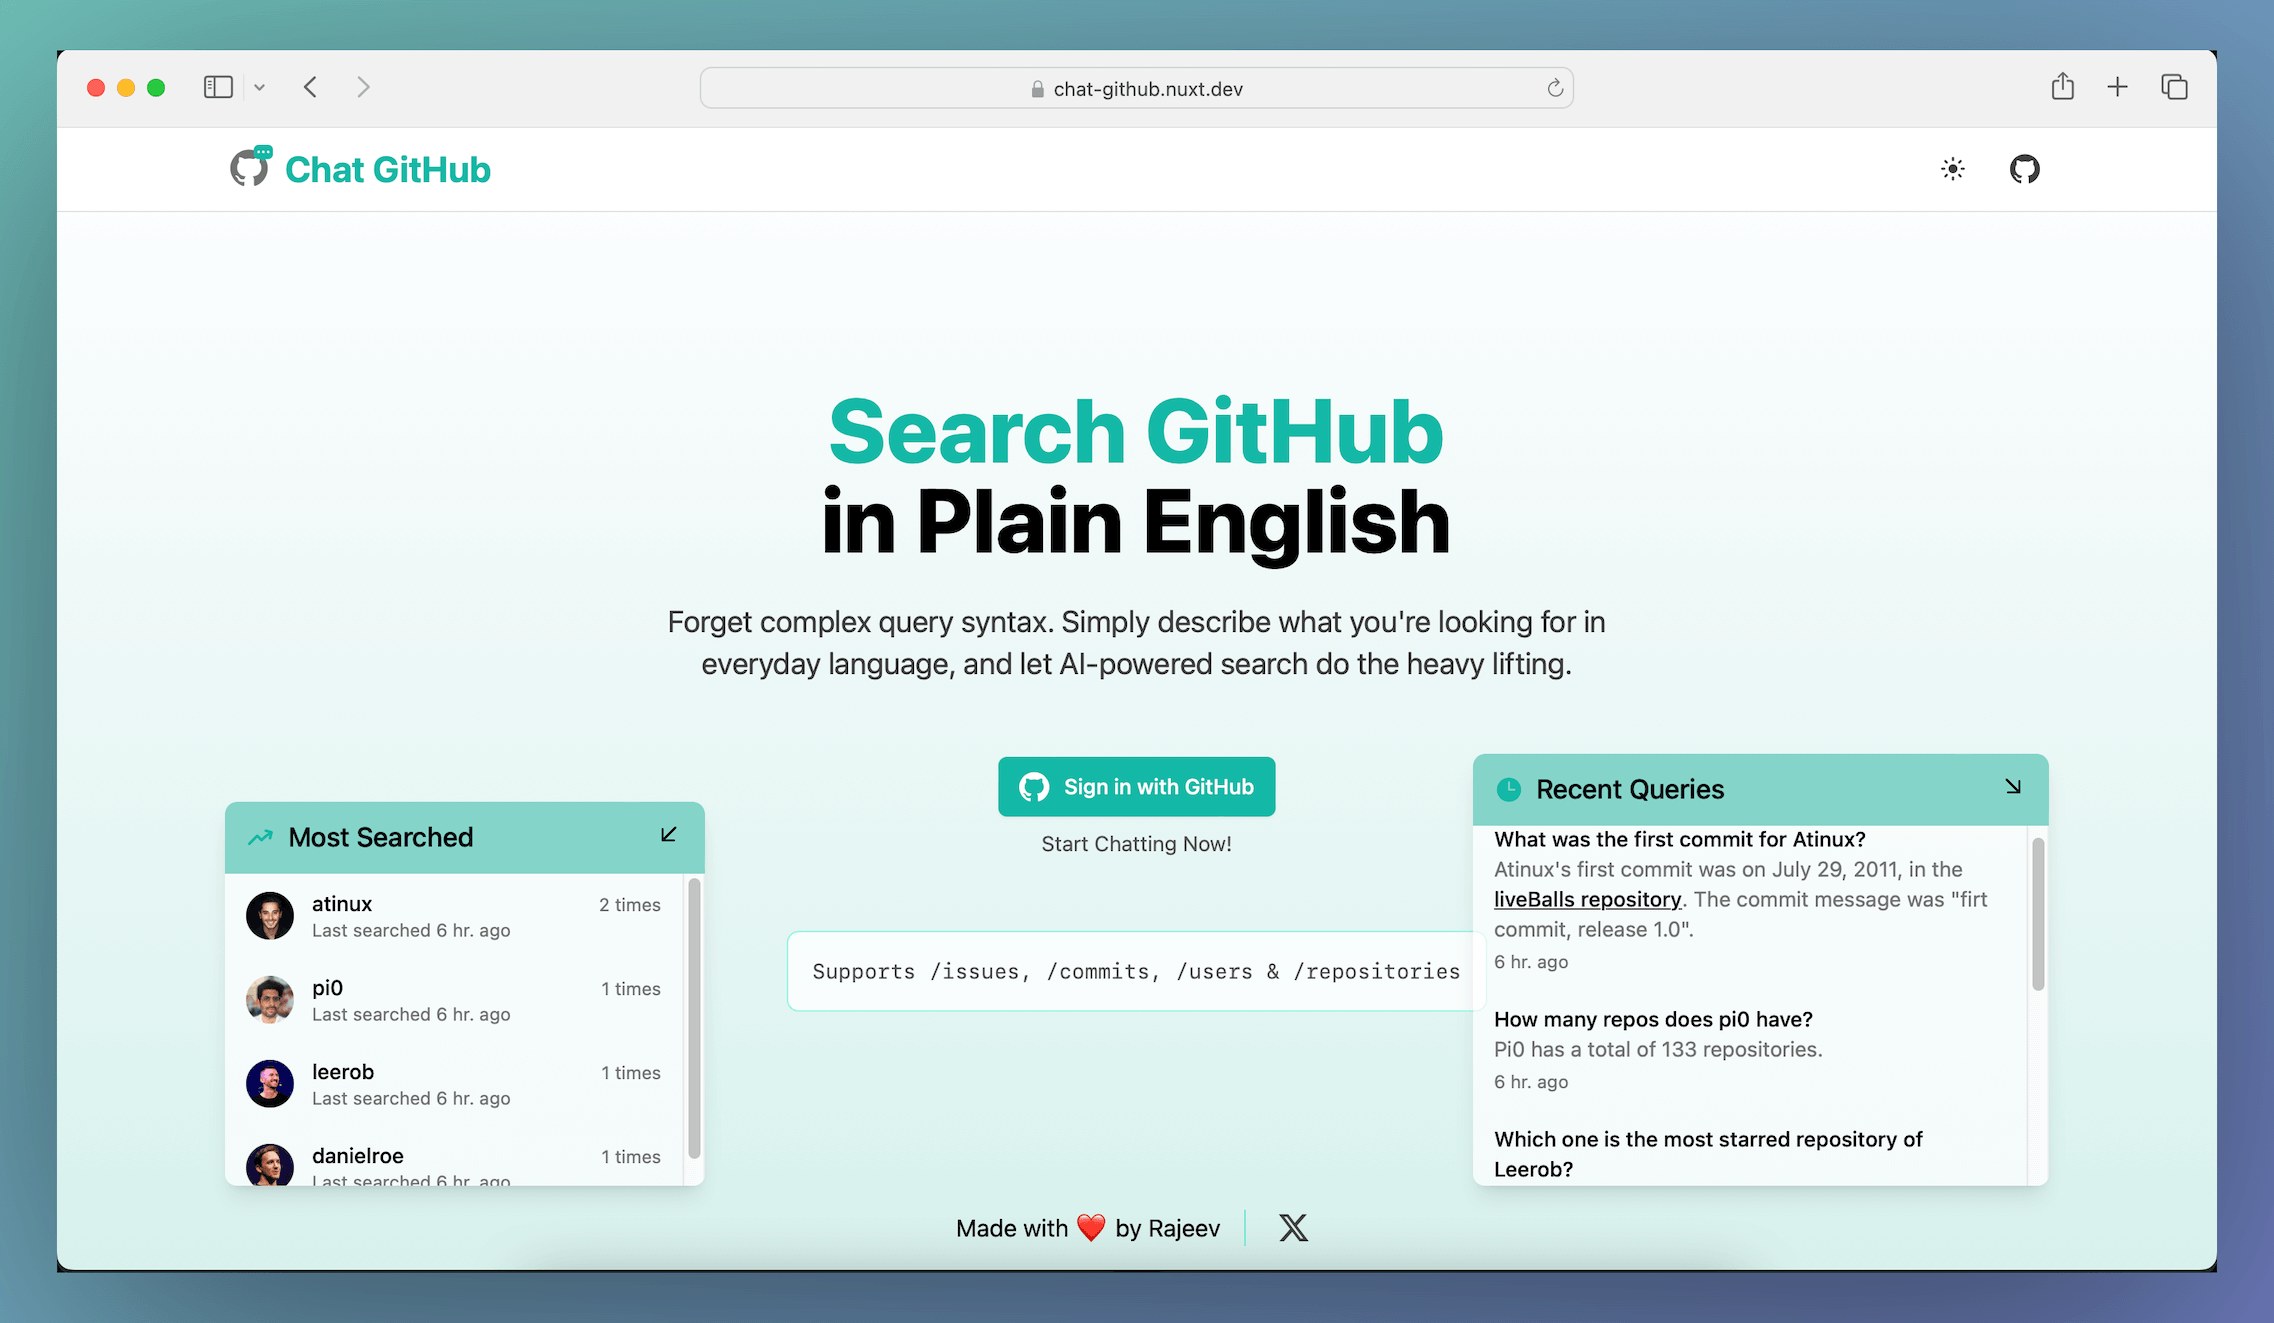 chat-github.nuxt.dev
Chat GitHub
Search GitHub
in Plain English
Forget complex query syntax. Simply describe what you're looking for in
everyday language, and let AI-powered search do the heavy lifting.
Sign in with GitHub
Start Chatting Now!
Supports /issues, /commits, /users & /repositories
Most Searched
atinux
2 times
Last searched 6 hr. ago
pi0
1 times
Last searched 6 hr. ago
leerob
1 times
Last searched 6 hr. ago
danielroe
1 times
Last searched 6 hr. ago
Recent Queries
What was the first commit for Atinux?
Atinux's first commit was on July 29, 2011, in the
liveBalls repository. The commit message was "firt
commit, release 1.0".
6 hr. ago
How many repos does pi0 have?
Pi0 has a total of 133 repositories.
6 hr. ago
Which one is the most starred repository of
Leerob?
Made with ❤️ by Rajeev